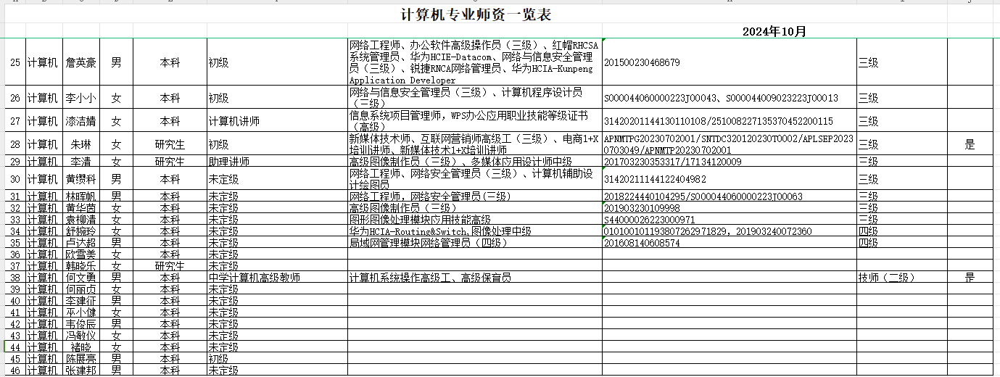 计算机专业师资一览表
2024年10月
25 计算机 詹英豪 男 本科 初级 网络工程师、办公软件高级操作员（三级）、红帽RHCSA系统管理员、华为HCIE-Datacom、网络与信息安全管理员（三级）、锐捷RNCA网络管理员、华为HCIA-Kunpeng Application Developer 201500230468679 三级
26 计算机 李小小 女 本科 初级 网络与信息安全管理员（三级）、计算机程序设计员（三级） S000044060000223J00043、S000044009023223J00013 三级
27 计算机 漆洁婧 女 本科 计算机讲师 信息系统项目管理师，WPS办公应用职业技能等级证书（高级） 31420201144130110108/251008227135370452200115 三级
28 计算机 朱琳 女 研究生 初级 新媒体技术师、互联网营销师高级工（三级）、电商1+X培训讲师、新媒体技术1+X培训讲师 APNMTPG20230702001/SNTDC320120230T0002/APLSEP20230703049/APNMTP20230702001 三级 是
29 计算机 李清 女 研究生 助理讲师 高级图像制作员（三级）、多媒体应用设计师中级 201703230353317/17134120009 三级
30 计算机 黄缨科 男 本科 未定级 网络工程师、网络安全管理员（三级）、计算机辅助设计绘图员 31420211144122404982 三级
31 计算机 林晖帆 男 本科 未定级 网络工程师，网络安全管理员(三级) 2018224440104295/S000044060000223J00063 三级
32 计算机 黄华茵 女 本科 未定级 高级图像制作员（三级） 201903230109998 三级
33 计算机 袁柳清 女 本科 未定级 图形图像处理模块应用技能高级 S44000026223000971 三级
34 计算机 舒婉玲 女 本科 未定级 华为HCIA-Routing&Switch,图像处理中级 010100101193807262971829，201903240072360 四级
35 计算机 卢达超 男 本科 未定级 局域网管理模块网络管理员（四级） 201608140608574 四级
36 计算机 欧雪美 女 本科 未定级
37 计算机 韩晓乐 女 研究生 未定级
38 计算机 何文勇 男 本科 中学计算机高级教师 计算机系统操作高级工、高级保育员 技师（二级） 是
39 计算机 何丽贞 女 本科 未定级
40 计算机 李建征 男 本科 未定级
41 计算机 巫小健 女 本科 未定级
42 计算机 韦俊辰 男 本科 未定级
43 计算机 冯敏仪 女 本科 未定级
44 计算机 褚晓 女 本科 未定级
45 计算机 陈展亮 男 本科 初级
46 计算机 张建邦 男 本科 未定级